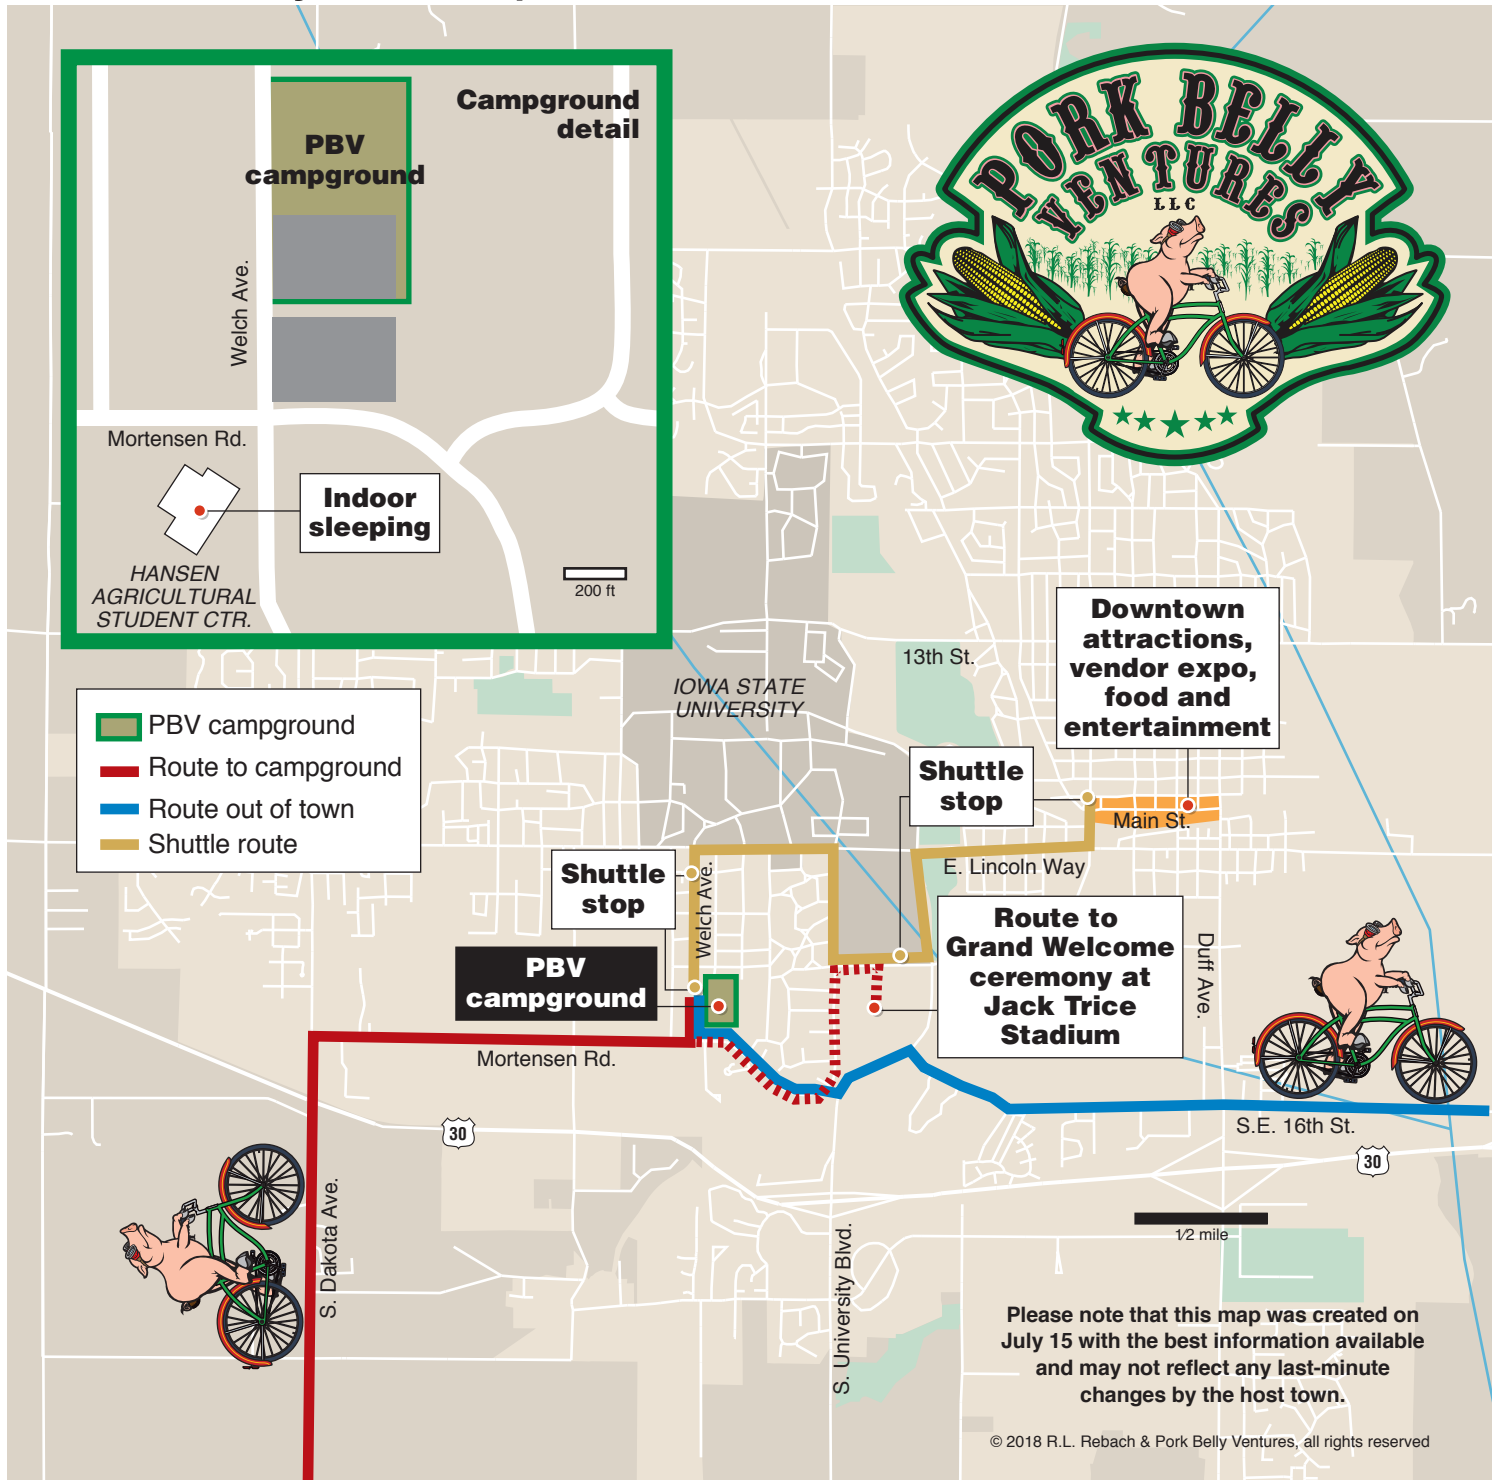 Campground
detail
PBV
campground
Welch Ave.
Mortensen Rd.
Indoor
sleeping
HANSEN
AGRICULTURAL
STUDENT CTR.
200 ft
PORK BELLY
VENTURES
LLC
PBV campground
Route to campground
Route out of town
Shuttle route
IOWA STATE
UNIVERSITY
13th St.
Downtown
attractions,
vendor expo,
food and
entertainment
Shuttle
stop
Main St.
E. Lincoln Way
Shuttle
stop
Welch Ave.
PBV
campground
Route to
Grand Welcome
ceremony at
Jack Trice
Stadium
Duff Ave.
Mortensen Rd.
S.E. 16th St.
30
30
S. Dakota Ave.
S. University Blvd.
1/2 mile
Please note that this map was created on
July 15 with the best information available
and may not reflect any last-minute
changes by the host town.
© 2018 R.L. Rebach & Pork Belly Ventures, all rights reserved